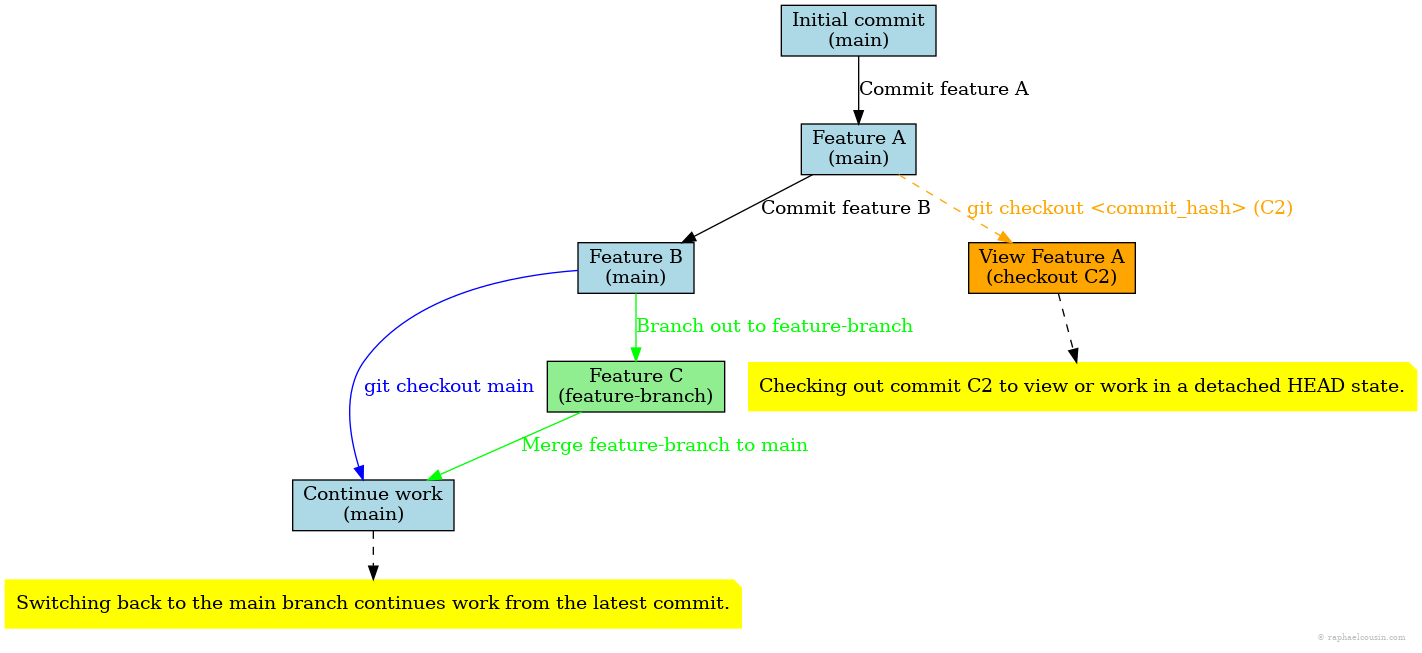 Initial commit
(main)
Commit feature A
Feature A
(main)
Commit feature B
git checkout <commit_hash> (C2)
Feature B
(main)
View Feature A
(checkout C2)
Branch out to feature-branch
git checkout main
Feature C
(feature-branch)
Checking out commit C2 to view or work in a detached HEAD state.
Merge feature-branch to main
Continue work
(main)
Switching back to the main branch continues work from the latest commit.
© raphaelcousin.com